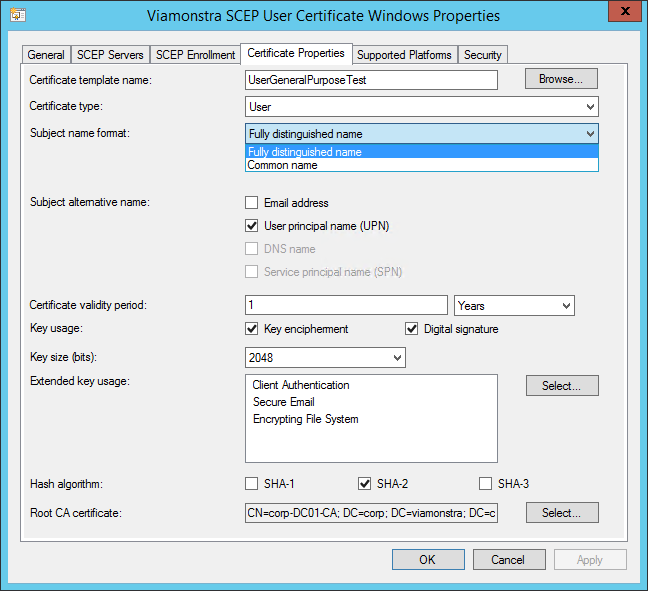 Viamonstra SCEP User Certificate Windows Properties
x
General SCEP Servers SCEP Enrollment Certificate Properties Supported Platforms Security
Certificate template name: UserGeneralPurposeTest Browse...
Certificate type: User
Subject name format: Fully distinguished name
Fully distinguished name
Common name
Subject alternative name: Email address
User principal name (UPN)
DNS name
Service principal name (SPN)
Certificate validity period: 1 Years
Key usage: Key encipherment Digital signature
Key size (bits): 2048
Extended key usage: Client Authentication Select...
Secure Email
Encrypting File System
Hash algorithm: SHA-1 SHA-2 SHA-3
Root CA certificate: CN=corp-DC01-CA; DC=corp; DC=viamonstra; DC=c Select...
OK Cancel Apply